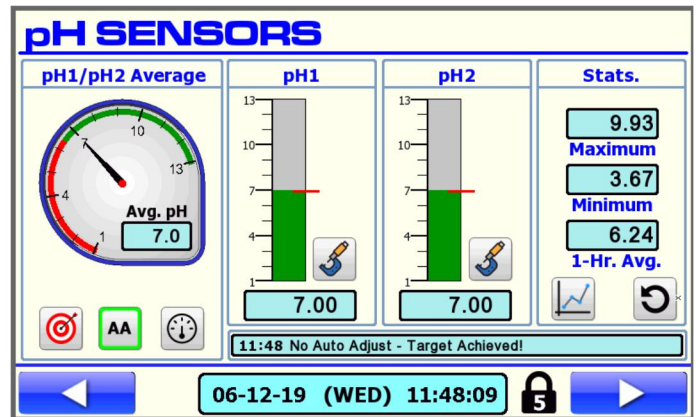 pH SENSORS
pH1/pH2 Average
1
4
7
10
13
Avg. pH
7.0
AA
pH1
13
10
7
4
1
7.00
pH2
13
10
7
4
1
7.00
Stats.
9.93
Maximum
3.67
Minimum
6.24
1-Hr. Avg.
11:48 No Auto Adjust - Target Achieved!
06-12-19 (WED) 11:48:09
5